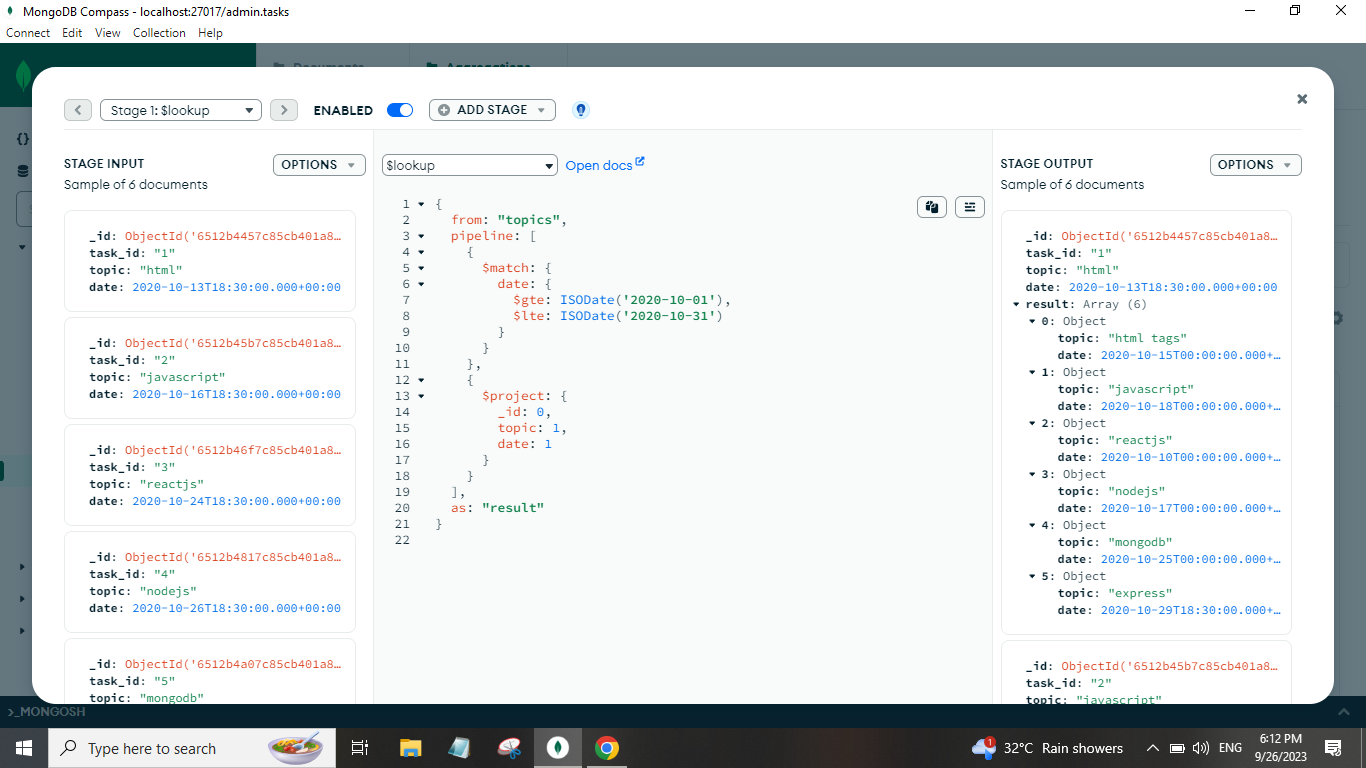 MongoDB Compass - localhost:27017/admin.tasks
Connect Edit View Collection Help
Documents Aggregations
Stage 1: $lookup ENABLED ADD STAGE
STAGE INPUT OPTIONS
Sample of 6 documents
_id: ObjectId('6512b4457c85cb401a8…
task_id: "1"
topic: "html"
date: 2020-10-13T18:30:00.000+00:00
_id: ObjectId('6512b45b7c85cb401a8…
task_id: "2"
topic: "javascript"
date: 2020-10-16T18:30:00.000+00:00
_id: ObjectId('6512b46f7c85cb401a8…
task_id: "3"
topic: "reactjs"
date: 2020-10-24T18:30:00.000+00:00
_id: ObjectId('6512b4817c85cb401a8…
task_id: "4"
topic: "nodejs"
date: 2020-10-26T18:30:00.000+00:00
_id: ObjectId('6512b4a07c85cb401a8…
task_id: "5"
topic: "mongodb"
$lookup Open docs
1 {
2 from: "topics",
3 pipeline: [
4 {
5 $match: {
6 date: {
7 $gte: ISODate('2020-10-01'),
8 $lte: ISODate('2020-10-31')
9 }
10 }
11 },
12 {
13 $project: {
14 _id: 0,
15 topic: 1,
16 date: 1
17 }
18 }
19 ],
20 as: "result"
21 }
22
STAGE OUTPUT OPTIONS
Sample of 6 documents
_id: ObjectId('6512b4457c85cb401a8…
task_id: "1"
topic: "html"
date: 2020-10-13T18:30:00.000+00:00
result: Array (6)
0: Object
topic: "html tags"
date: 2020-10-15T00:00:00.000+…
1: Object
topic: "javascript"
date: 2020-10-18T00:00:00.000+…
2: Object
topic: "reactjs"
date: 2020-10-10T00:00:00.000+…
3: Object
topic: "nodejs"
date: 2020-10-17T00:00:00.000+…
4: Object
topic: "mongodb"
date: 2020-10-25T00:00:00.000+…
5: Object
topic: "express"
date: 2020-10-29T18:30:00.000+…
_id: ObjectId('6512b45b7c85cb401a8…
task_id: "2"
topic: "javascript"
>_MONGOSH
Type here to search 1 32°C Rain showers ENG 6:12 PM
9/26/2023